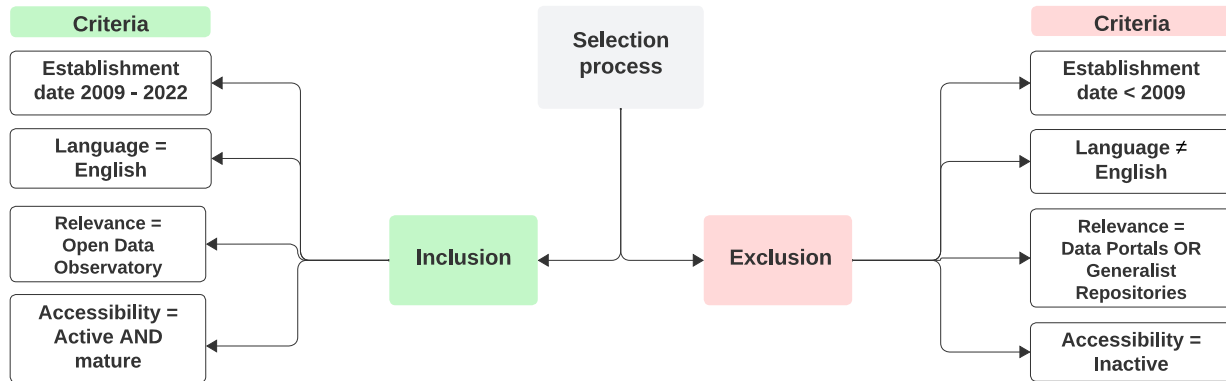 Selection
process
Criteria
Establishment
date 2009 - 2022
Language =
English
Relevance =
Open Data
Observatory
Accessibility =
Active AND
mature
Inclusion
Exclusion
Criteria
Establishment
date < 2009
Language ≠
English
Relevance =
Data Portals OR
Generalist
Repositories
Accessibility =
Inactive